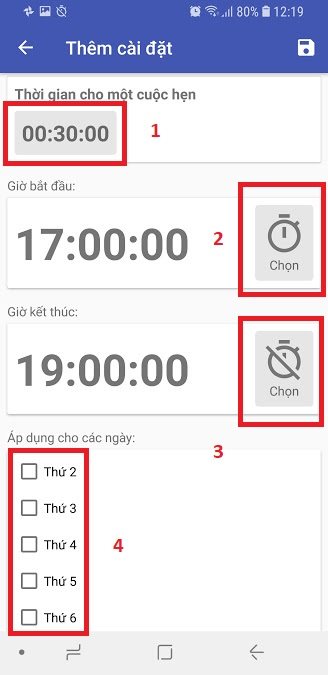 80% 12:19
Thêm cài đặt
Thời gian cho một cuộc hẹn
00:30:00
1
Giờ bắt đầu:
17:00:00
2
Chọn
Giờ kết thúc:
19:00:00
Chọn
Áp dụng cho các ngày:
3
Thứ 2
Thứ 3
Thứ 4
4
Thứ 5
Thứ 6